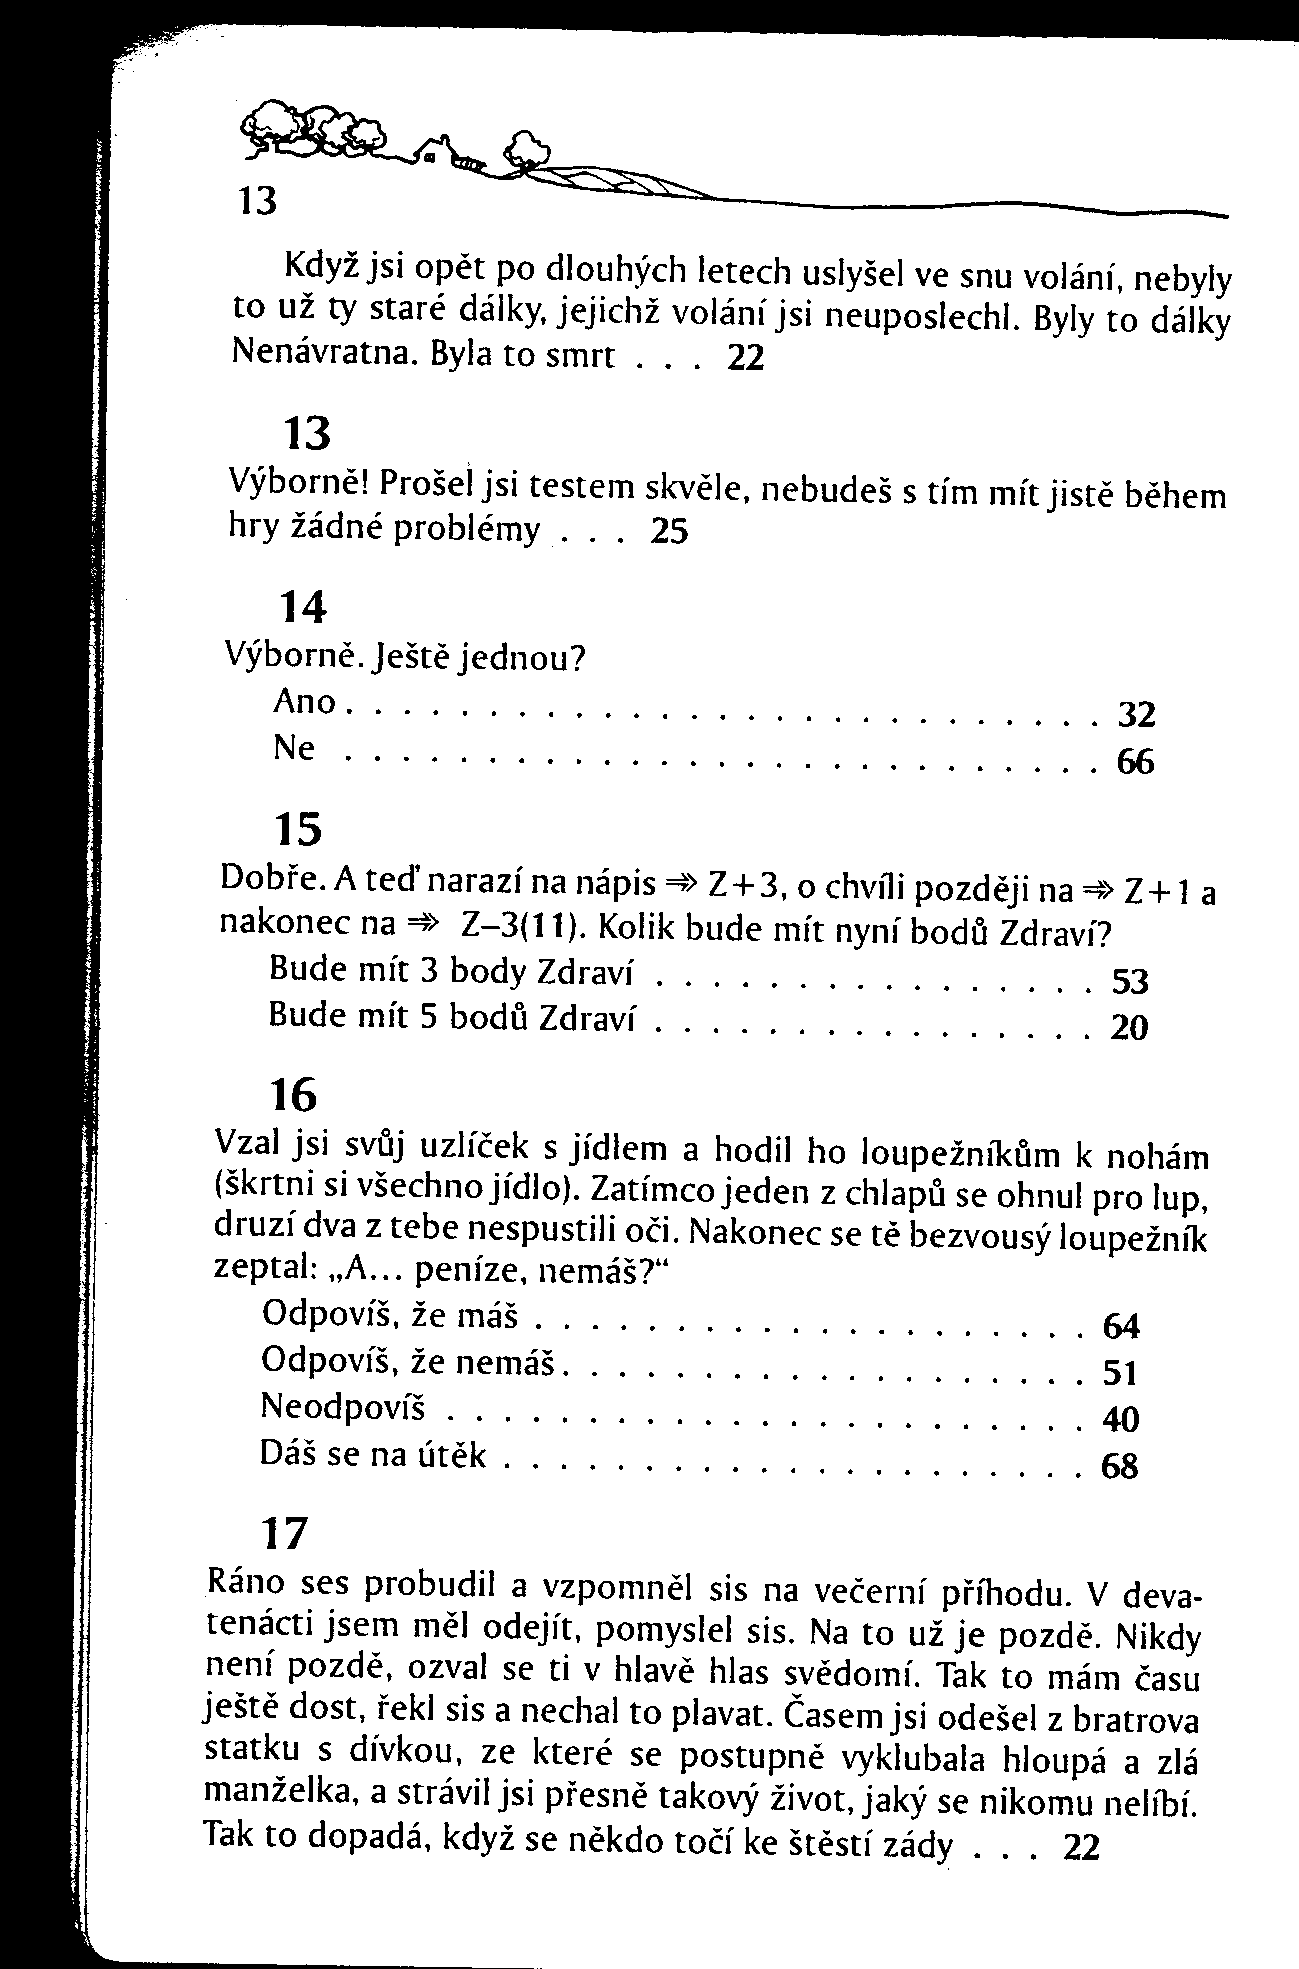 13
Když jsi opět po dlouhých letech uslyšel ve snu volání, nebyly
to už ty staré dálky, jejichž volání jsi neuposlechl. Byly to dálky
Nenávratna. Byla to smrt . . . 22
13
Výborně! Prošel jsi testem skvěle, nebudeš s tím mít jistě během
hry žádné problémy . . . 25
14
Výborně. Ještě jednou?
Ano . . . . . . . . . . . . . . . . . . . . . . . . . . . 32
Ne . . . . . . . . . . . . . . . . . . . . . . . . . . . 66
15
Dobře. A teď narazí na nápis ⇒ Z+3, o chvíli později na ⇒ Z+1 a
nakonec na ⇒ Z–3(11). Kolik bude mít nyní bodů Zdraví?
Bude mít 3 body Zdraví . . . . . . . . . . . . . . . . 53
Bude mít 5 bodů Zdraví . . . . . . . . . . . . . . . . 20
16
Vzal jsi svůj uzlíček s jídlem a hodil ho loupežníkům k nohám
(škrtni si všechno jídlo). Zatímco jeden z chlapů se ohnul pro lup,
druzí dva z tebe nespustili oči. Nakonec se tě bezvousý loupežník
zeptal: „A... peníze, nemáš?“
Odpovíš, že máš . . . . . . . . . . . . . . . . . . . . 64
Odpovíš, že nemáš . . . . . . . . . . . . . . . . . . . 51
Neodpovíš . . . . . . . . . . . . . . . . . . . . . . . 40
Dáš se na útěk . . . . . . . . . . . . . . . . . . . . . 68
17
Ráno ses probudil a vzpomněl sis na večerní příhodu. V deva-
tenácti jsem měl odejít, pomyslel sis. Na to už je pozdě. Nikdy
není pozdě, ozval se ti v hlavě hlas svědomí. Tak to mám času
ještě dost, řekl sis a nechal to plavat. Časem jsi odešel z bratrova
statku s dívkou, ze které se postupně vyklubala hloupá a zlá
manželka, a strávil jsi přesně takový život, jaký se nikomu nelíbí.
Tak to dopadá, když se někdo točí ke štěstí zády . . . 22